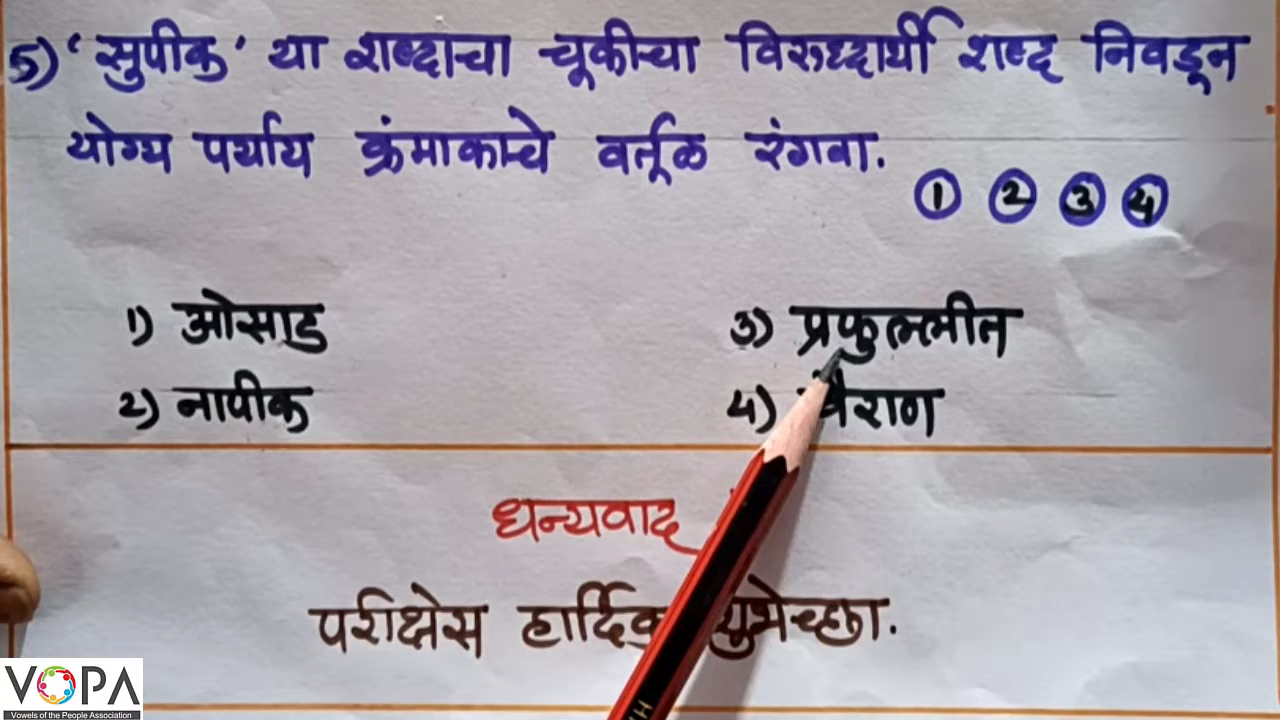 5) ‘सुपीक’ या शब्दाचा चूकीचा विरुध्दार्थी शब्द निवडून
योग्य पर्याय क्रंमाकाचे वर्तूळ रंगवा.
① ② ③ ④
1) ओसाड
2) नापीक
3) प्रफुल्लीत
4) वैराण
धन्यवाद
परीक्षेस हार्दिक शुभेच्छा.
VOPA
Vowels of the People Association